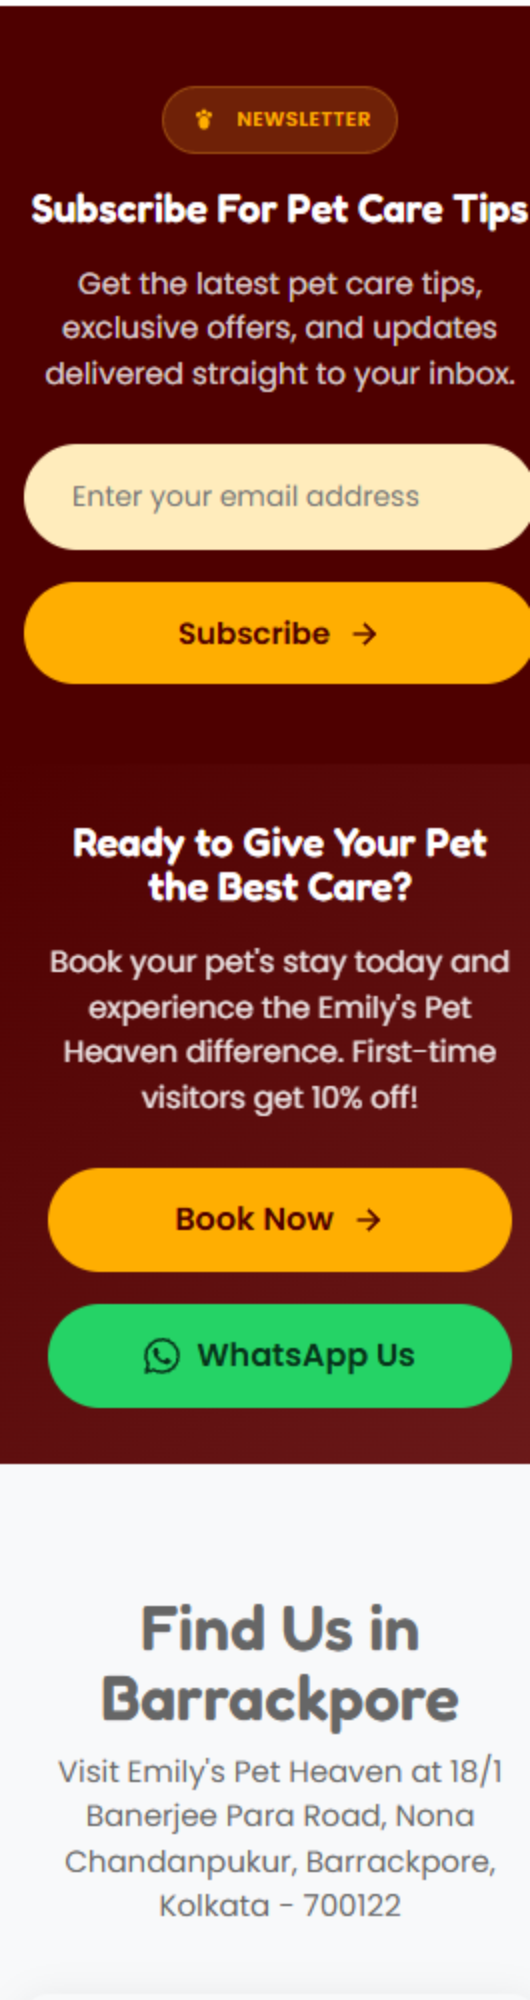 NEWSLETTER
Subscribe For Pet Care Tips
Get the latest pet care tips,
exclusive offers, and updates
delivered straight to your inbox.
Enter your email address
Subscribe →
Ready to Give Your Pet
the Best Care?
Book your pet's stay today and
experience the Emily's Pet
Heaven difference. First-time
visitors get 10% off!
Book Now →
WhatsApp Us
Find Us in
Barrackpore
Visit Emily's Pet Heaven at 18/1
Banerjee Para Road, Nona
Chandanpukur, Barrackpore,
Kolkata - 700122